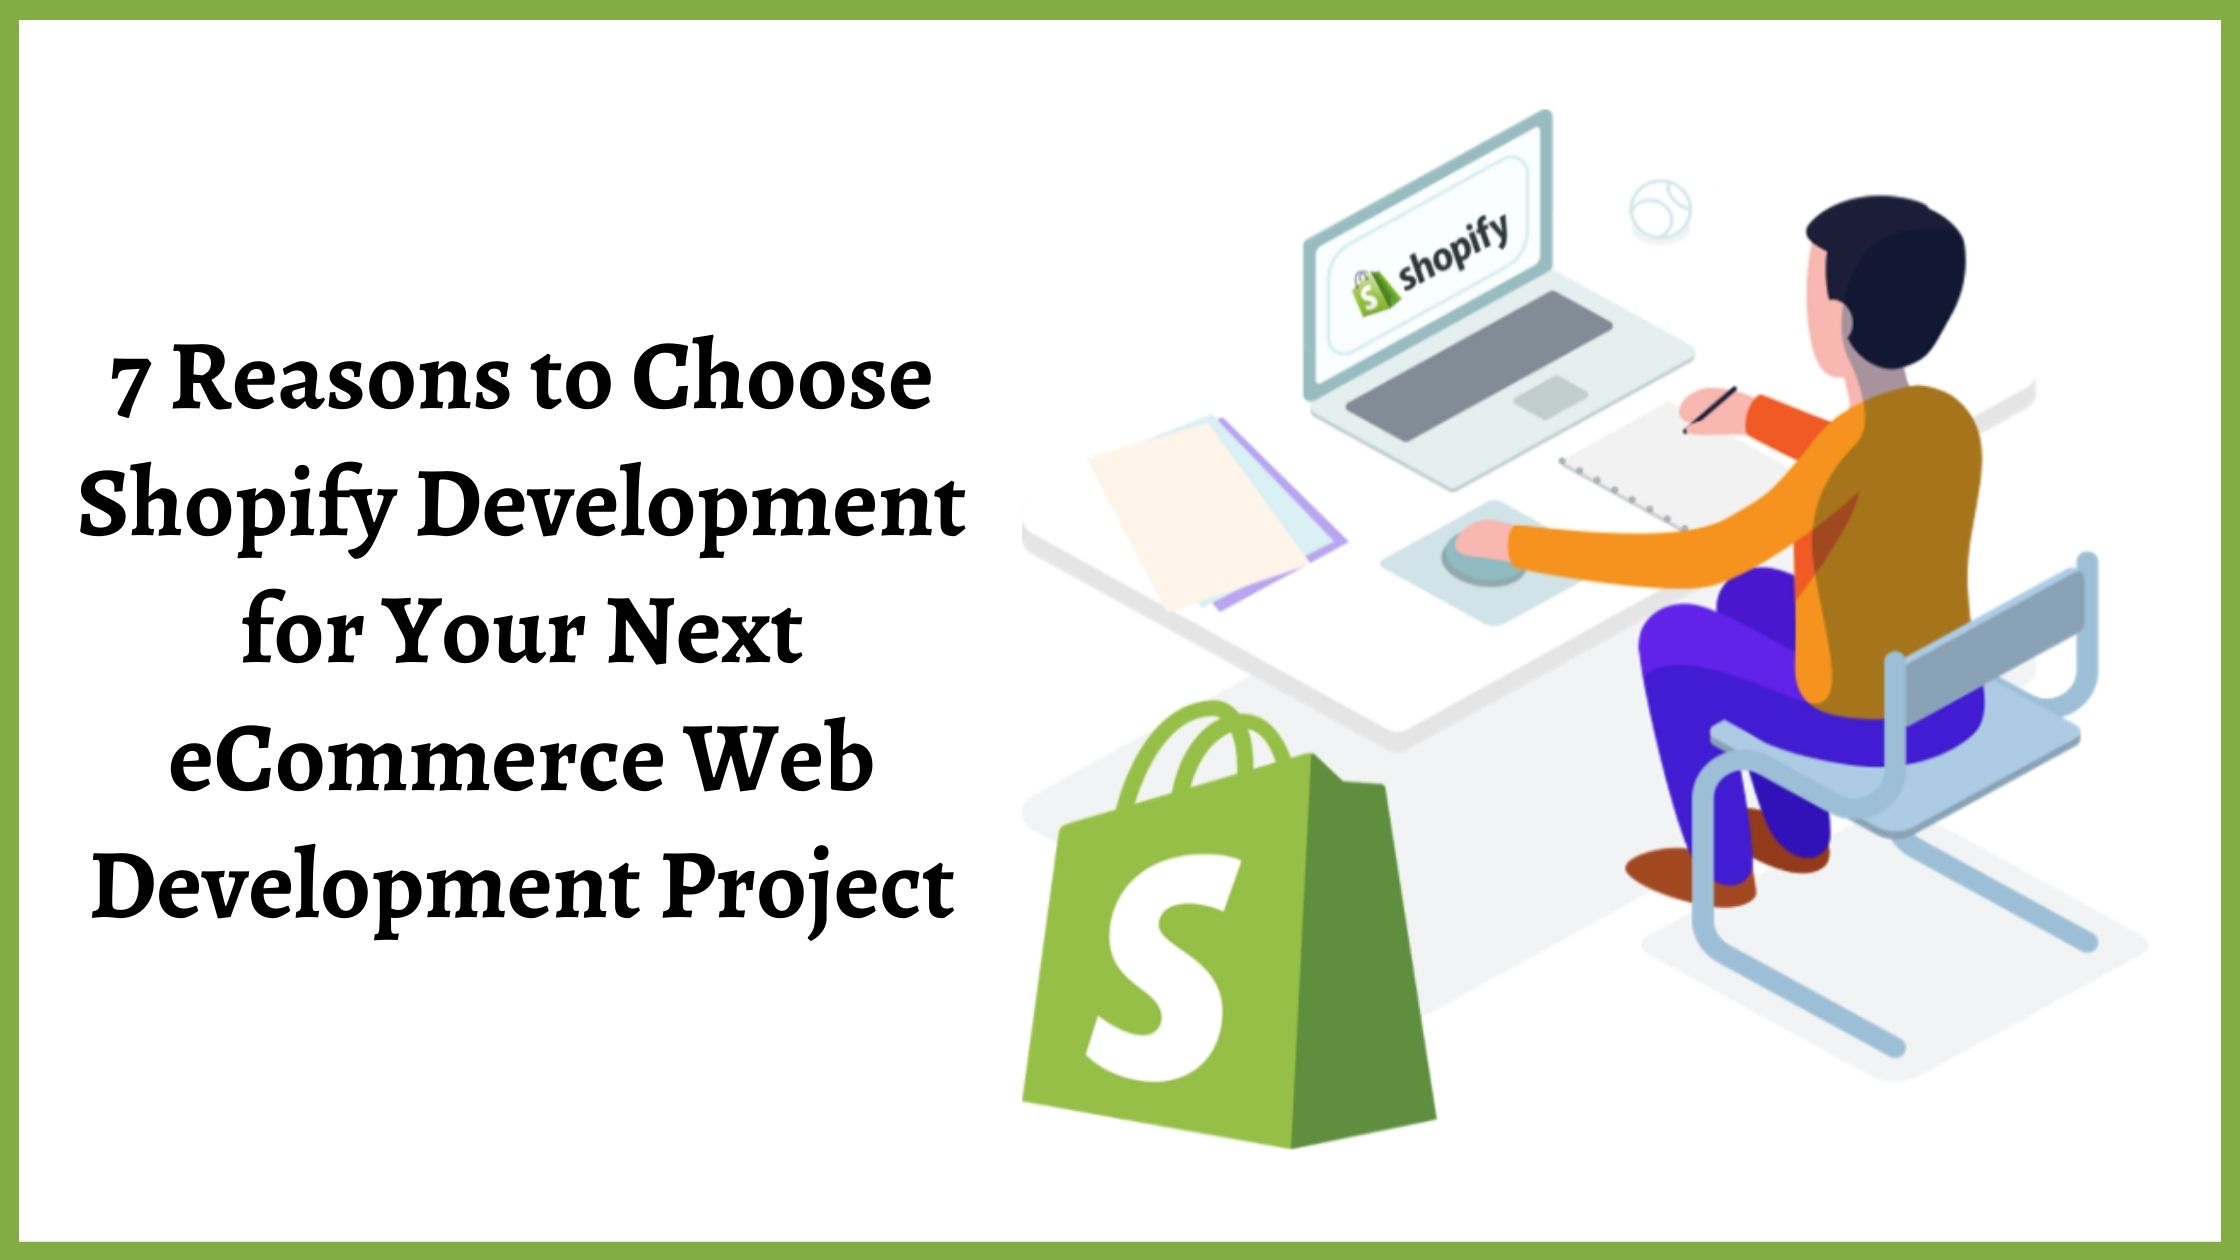 7 Reasons to Choose
Shopify Development
for Your Next
eCommerce Web
Development Project
S shopify
S